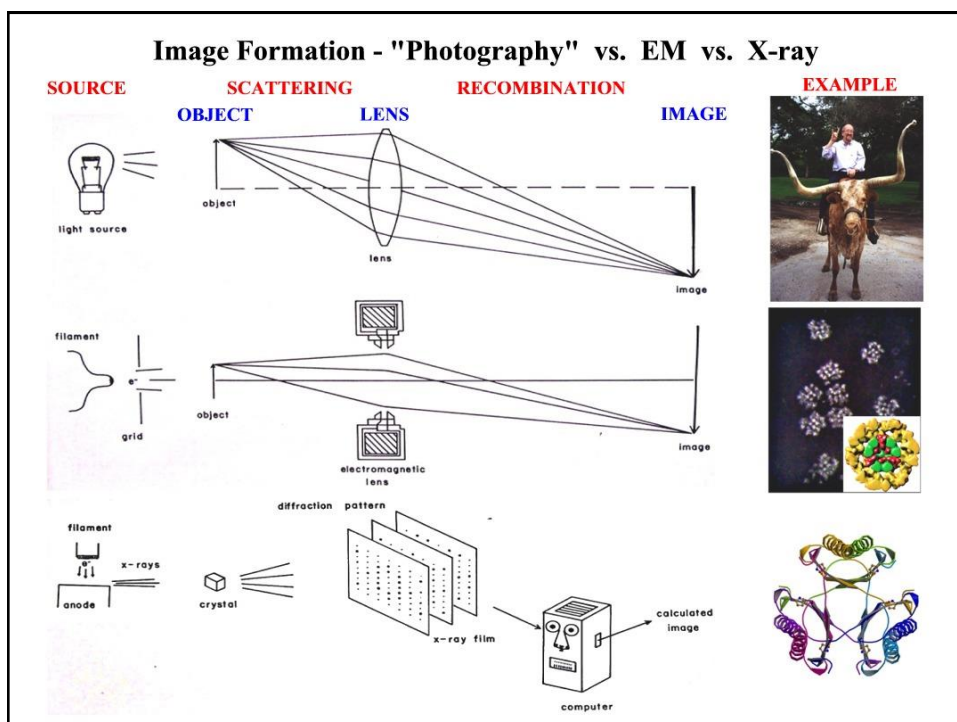 Image Formation - "Photography" vs. EM vs. X-ray
SOURCE SCATTERING RECOMBINATION EXAMPLE
OBJECT LENS IMAGE
object
light source
lens
image
filament
e-
object
grid
image
electromagnetic
lens
diffraction pattern
filament
e-
x-rays
anode
crystal
x-ray film
calculated
image
computer